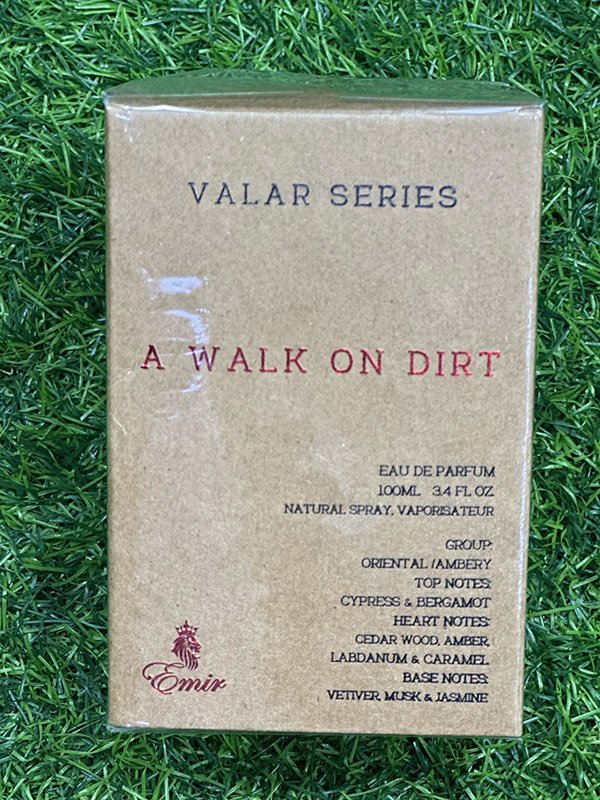 VALAR SERIES
A WALK ON DIRT
EAU DE PARFUM
100ML 3.4 FL OZ
NATURAL SPRAY, VAPORISATEUR
GROUP:
ORIENTAL /AMBERY
TOP NOTES:
CYPRESS & BERGAMOT
HEART NOTES:
CEDAR WOOD, AMBER,
LABDANUM & CARAMEL
BASE NOTES:
VETIVER, MUSK & JASMINE
Emir